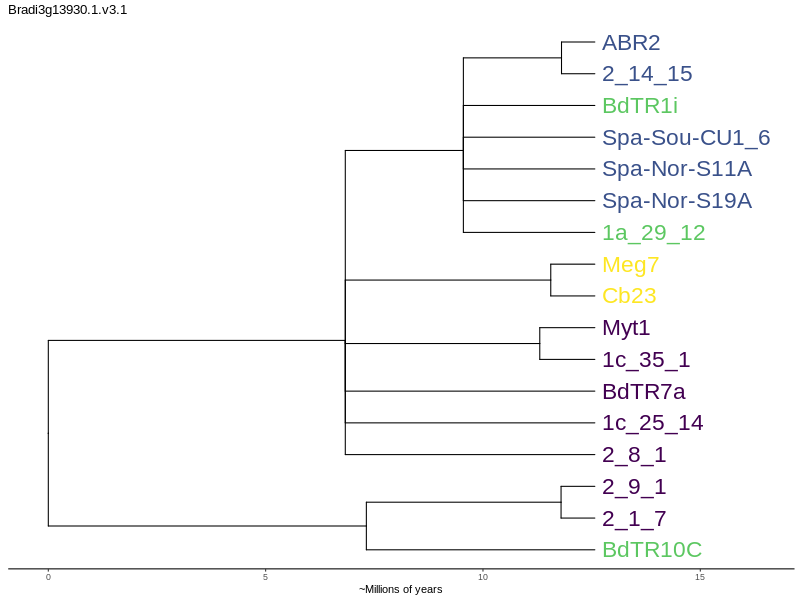 Bradi3g13930.1.v3.1
ABR2
2_14_15
BdTR1i
Spa-Sou-CU1_6
Spa-Nor-S11A
Spa-Nor-S19A
1a_29_12
Meg7
Cb23
Myt1
1c_35_1
BdTR7a
1c_25_14
2_8_1
2_9_1
2_1_7
BdTR10C
0 5 10 15
~Millions of years